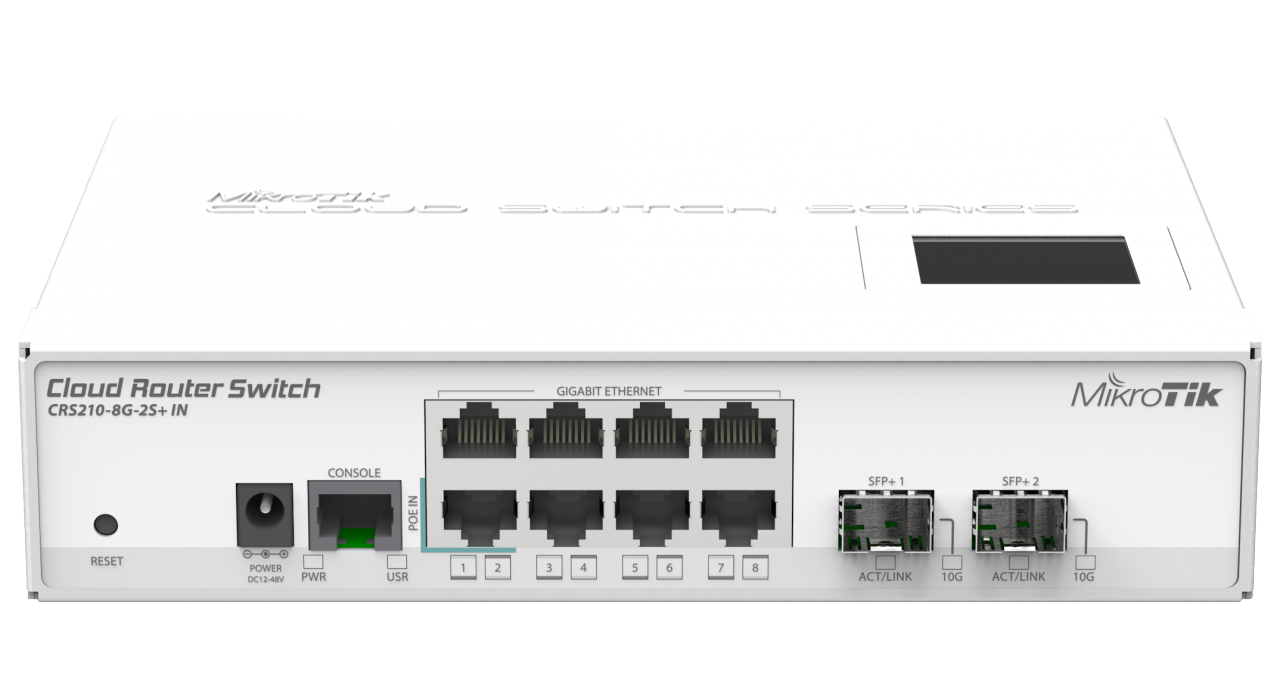 MikroTik
CLOUD SWITCH SERIES
Cloud Router Switch
CRS210-8G-2S+ IN
MikroTik
GIGABIT ETHERNET
CONSOLE
POE IN
SFP+ 1
SFP+ 2
RESET
POWER
DC12-48V
PWR
USR
1 2 3 4 5 6 7 8
ACT/LINK
10G
ACT/LINK
10G